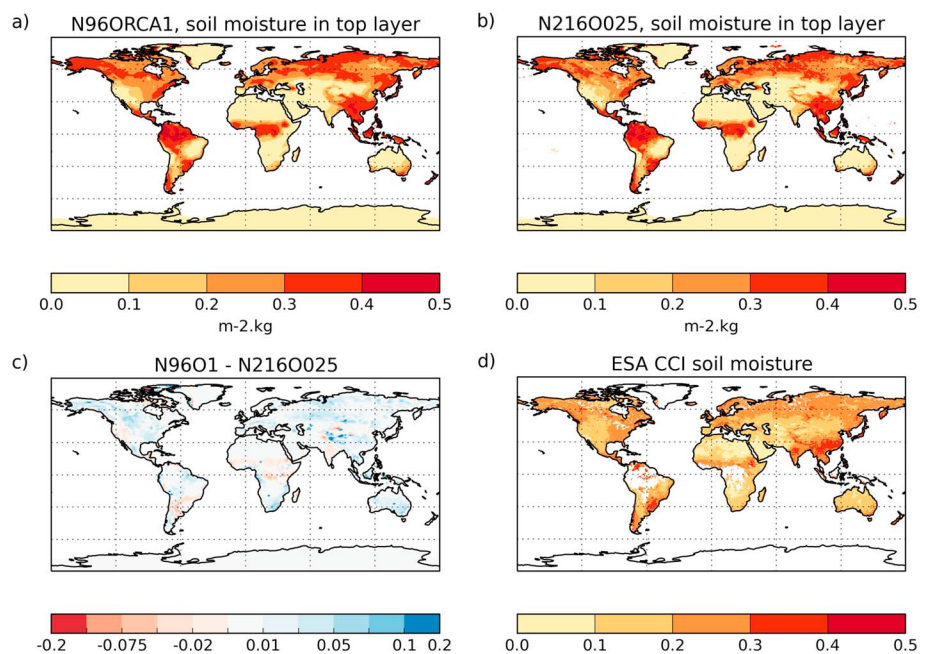 a) N96ORCA1, soil moisture in top layer
b) N216O025, soil moisture in top layer
0.0 0.1 0.2 0.3 0.4 0.5
m-2.kg
0.0 0.1 0.2 0.3 0.4 0.5
m-2.kg
c) N96O1 - N216O025
d) ESA CCI soil moisture
-0.2 -0.075 -0.02 0.01 0.05 0.1 0.2
0.0 0.1 0.2 0.3 0.4 0.5